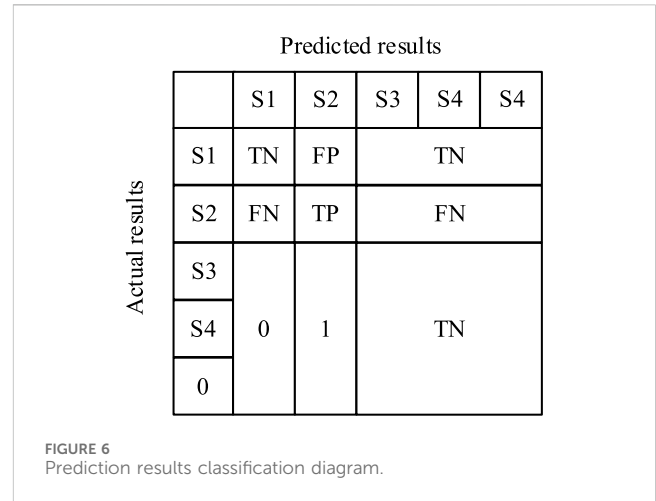 Predicted results
S1 S2 S3 S4 S4
Actual results
S1 TN FP TN
S2 FN TP FN
S3
S4 0 1 TN
0
FIGURE 6
Prediction results classification diagram.